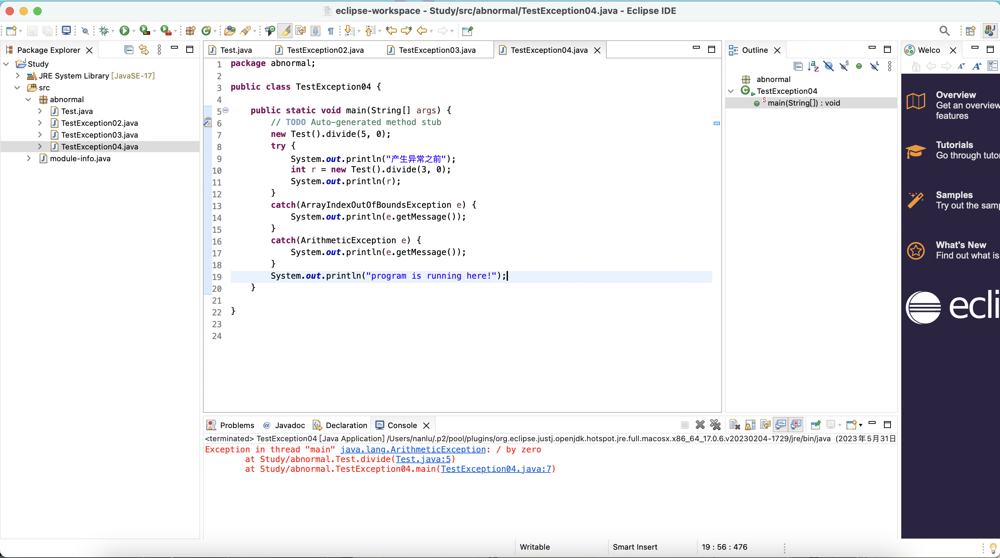 eclipse-workspace - Study/src/abnormal/TestException04.java - Eclipse IDE
Package Explorer
Study
JRE System Library [JavaSE-17]
src
abnormal
Test.java
TestException02.java
TestException03.java
TestException04.java
module-info.java
Test.java TestException02.java TestException03.java TestException04.java
1 package abnormal;
2
3 public class TestException04 {
4
5 public static void main(String[] args) {
6 // TODO Auto-generated method stub
7 new Test().divide(5, 0);
8 try {
9 System.out.println("产生异常之前");
10 int r = new Test().divide(3, 0);
11 System.out.println(r);
12 }
13 catch(ArrayIndexOutOfBoundsException e) {
14 System.out.println(e.getMessage());
15 }
16 catch(ArithmeticException e) {
17 System.out.println(e.getMessage());
18 }
19 System.out.println("program is running here!");
20 }
21
22 }
23
24
Outline
abnormal
TestException04
main(String[]) : void
Welco
Overview
Get an overview
features
Tutorials
Go through tuto
Samples
Try out the samp
What's New
Find out what is
ecli
Problems Javadoc Declaration Console
<terminated> TestException04 [Java Application] /Users/nanlu/.p2/pool/plugins/org.eclipse.justj.openjdk.hotspot.jre.full.macosx.x86_64_17.0.6.v20230204-1729/jre/bin/java (2023年5月31日
Exception in thread "main" java.lang.ArithmeticException: / by zero
at Study/abnormal.Test.divide(Test.java:5)
at Study/abnormal.TestException04.main(TestException04.java:7)
Writable Smart Insert 19 : 56 : 476